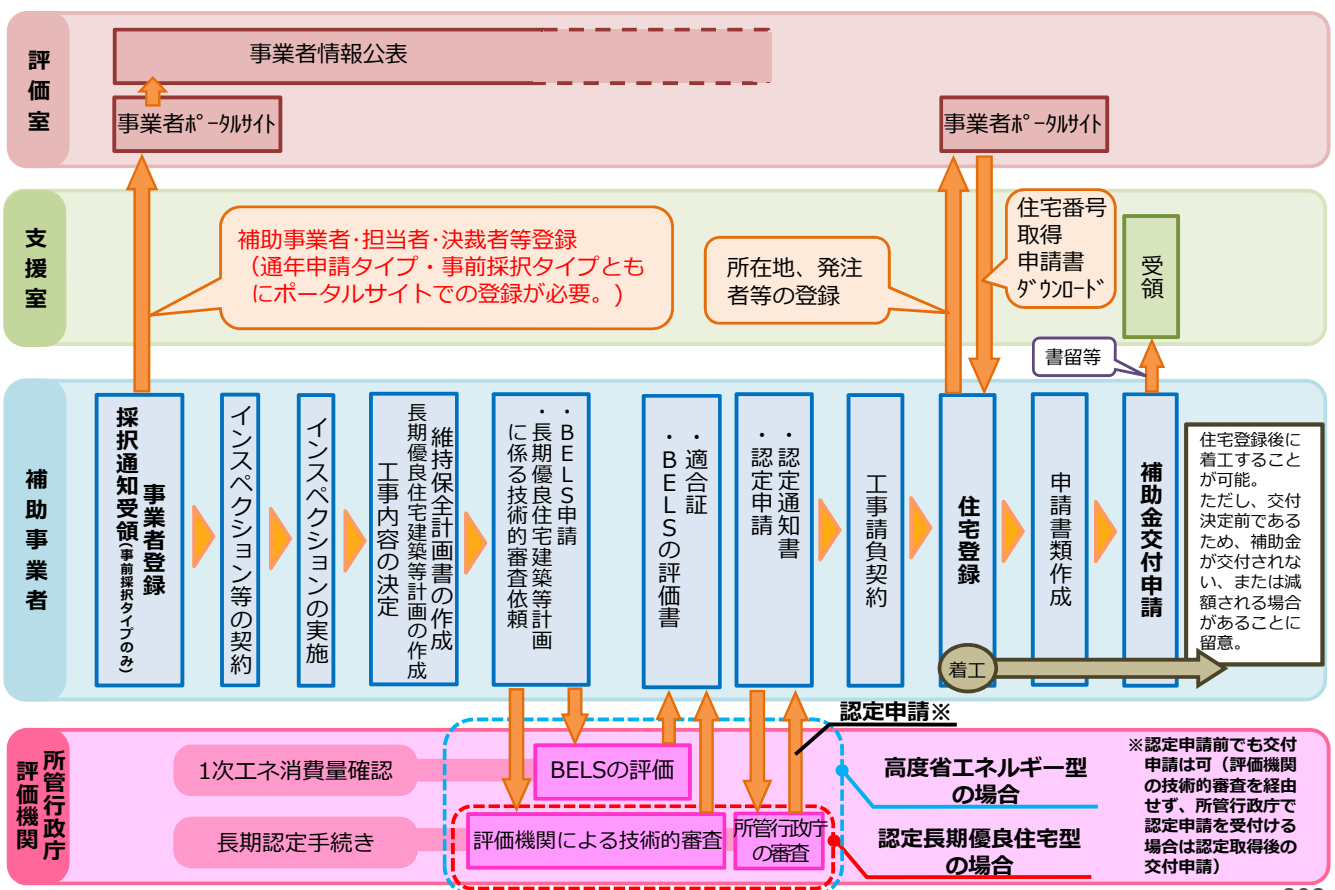 評価室
事業者情報公表
事業者ﾎﾟｰﾀﾙｻｲﾄ
事業者ﾎﾟｰﾀﾙｻｲﾄ
支援室
補助事業者･担当者･決裁者等登録
（通年申請タイプ・事前採択タイプとも
にポータルサイトでの登録が必要。)
所在地、発注
者等の登録
住宅番号
取得
申請書
ﾀﾞｳﾝﾛｰﾄﾞ
受領
書留等
補助事業者
事業者登録
採択通知受領(事前採択タイプのみ)
インスペクション等の契約
インスペクションの実施
維持保全計画書の作成
長期優良住宅建築等計画の作成
工事内容の決定
・BELS申請
・長期優良住宅建築等計画
に係る技術的審査依頼
・適合証
・BELSの評価書
・認定通知書
・認定申請
工事請負契約
住宅登録
申請書類作成
補助金交付申請
住宅登録後に
着工すること
が可能。
ただし、交付
決定前である
ため、補助金
が交付されな
い、または減
額される場合
があることに
留意。
着工
認定申請※
所管行政庁
評価機関
1次エネ消費量確認
BELSの評価
長期認定手続き
評価機関による技術的審査
所管行政庁
の審査
高度省エネルギー型
の場合
認定長期優良住宅型
の場合
※認定申請前でも交付
申請は可（評価機関
の技術的審査を経由
せず、所管行政庁で
認定申請を受付ける
場合は認定取得後の
交付申請）